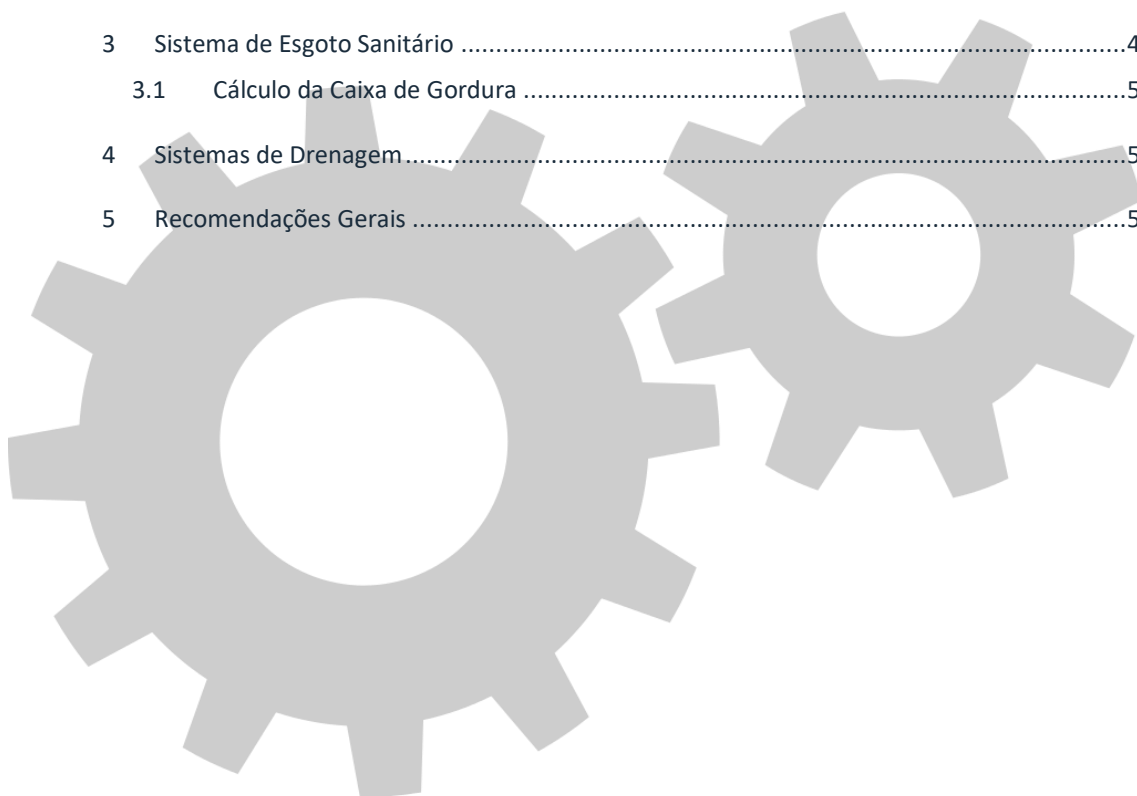 3 Sistema de Esgoto Sanitário ..................................................................................................4
3.1 Cálculo da Caixa de Gordura ..........................................................................................5
4 Sistemas de Drenagem..........................................................................................................5
5 Recomendações Gerais .........................................................................................................5